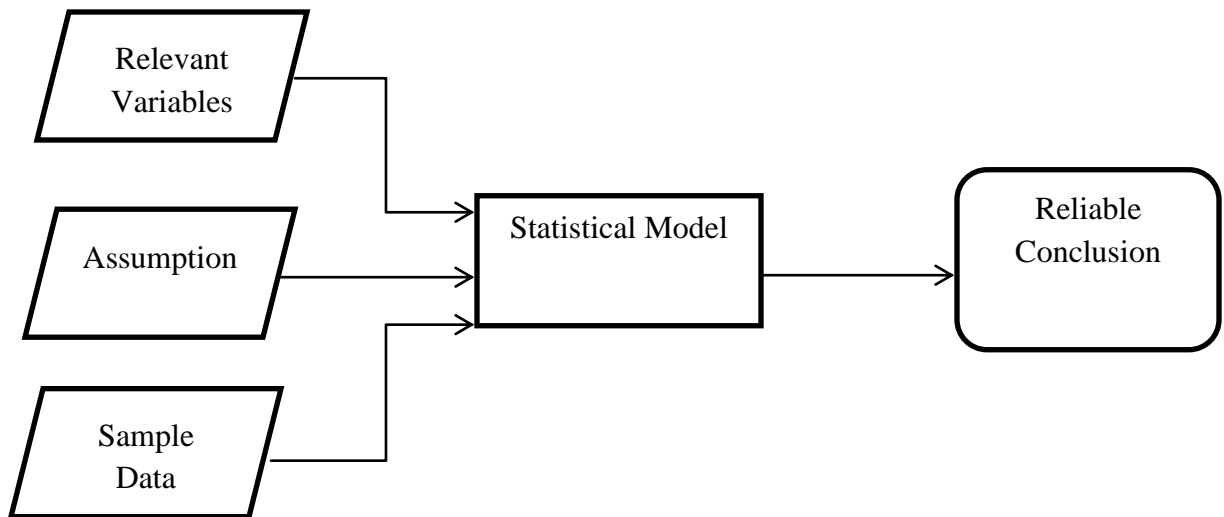 Relevant
Variables
Assumption
Sample
Data
Statistical Model
Reliable
Conclusion